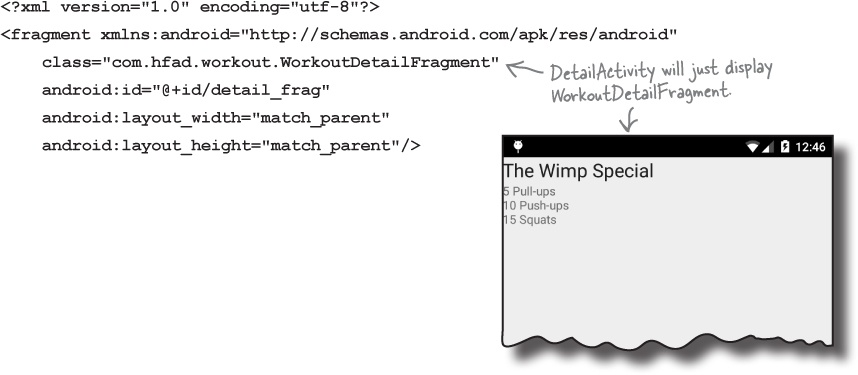 <?xml version="1.0" encoding="utf-8"?>
<fragment xmlns:android="http://schemas.android.com/apk/res/android"
class="com.hfad.workout.WorkoutDetailFragment"
android:id="@+id/detail_frag"
android:layout_width="match_parent"
android:layout_height="match_parent"/>
DetailActivity will just display
WorkoutDetailFragment.
12:46
The Wimp Special
5 Pull-ups
10 Push-ups
15 Squats